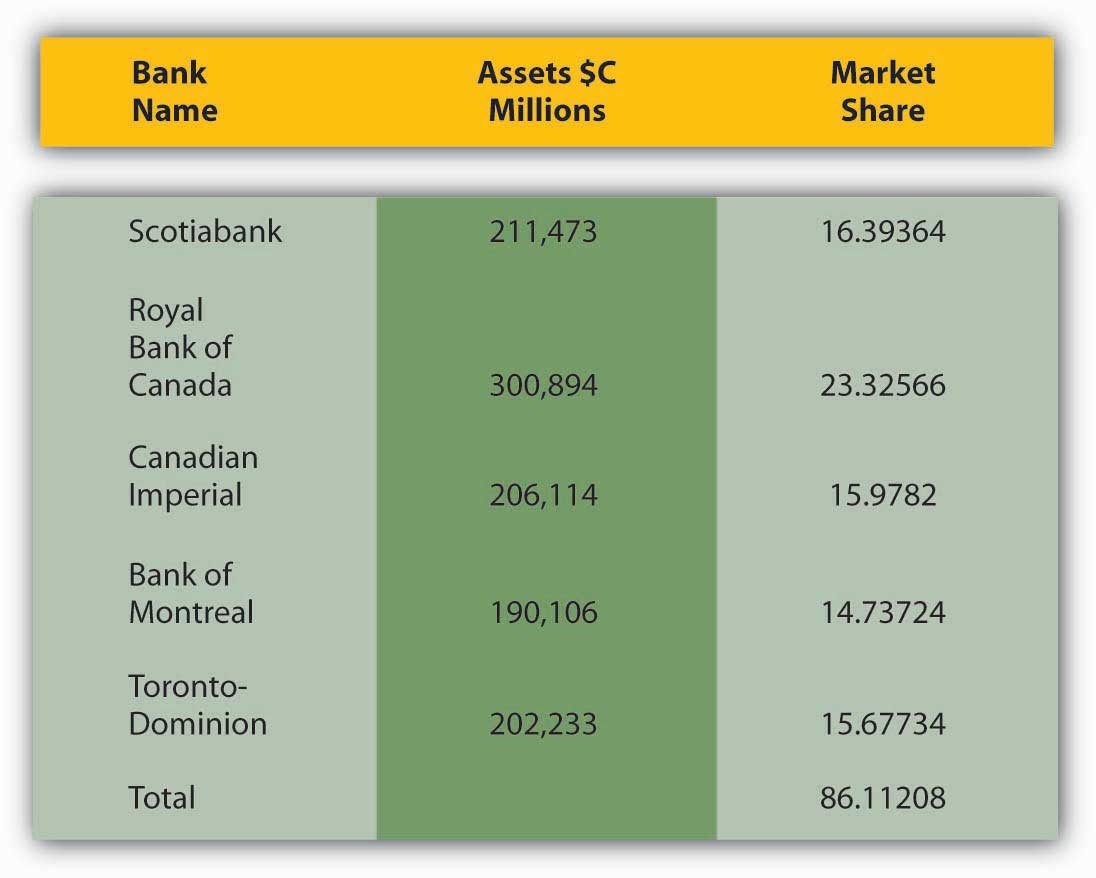 Bank Name Assets $C Millions Market Share
Scotiabank 211,473 16.39364
Royal
Bank of
Canada 300,894 23.32566
Canadian
Imperial 206,114 15.9782
Bank of
Montreal 190,106 14.73724
Toronto-
Dominion 202,233 15.67734
Total 86.11208